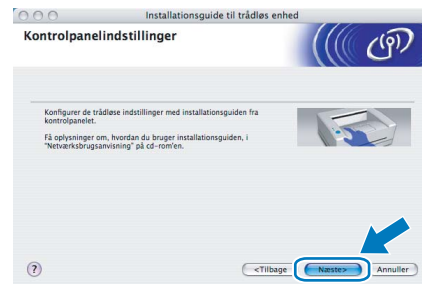 Installationsguide til trådløs enhed
Kontrolpanelindstillinger
Konfigurer de trådløse indstillinger med installationsguiden fra
kontrolpanelet.
Få oplysninger om, hvordan du bruger installationsguiden, i
"Netværksbrugsanvisning" på cd-rom'en.
?
<Tilbage
Næste>
Annuller